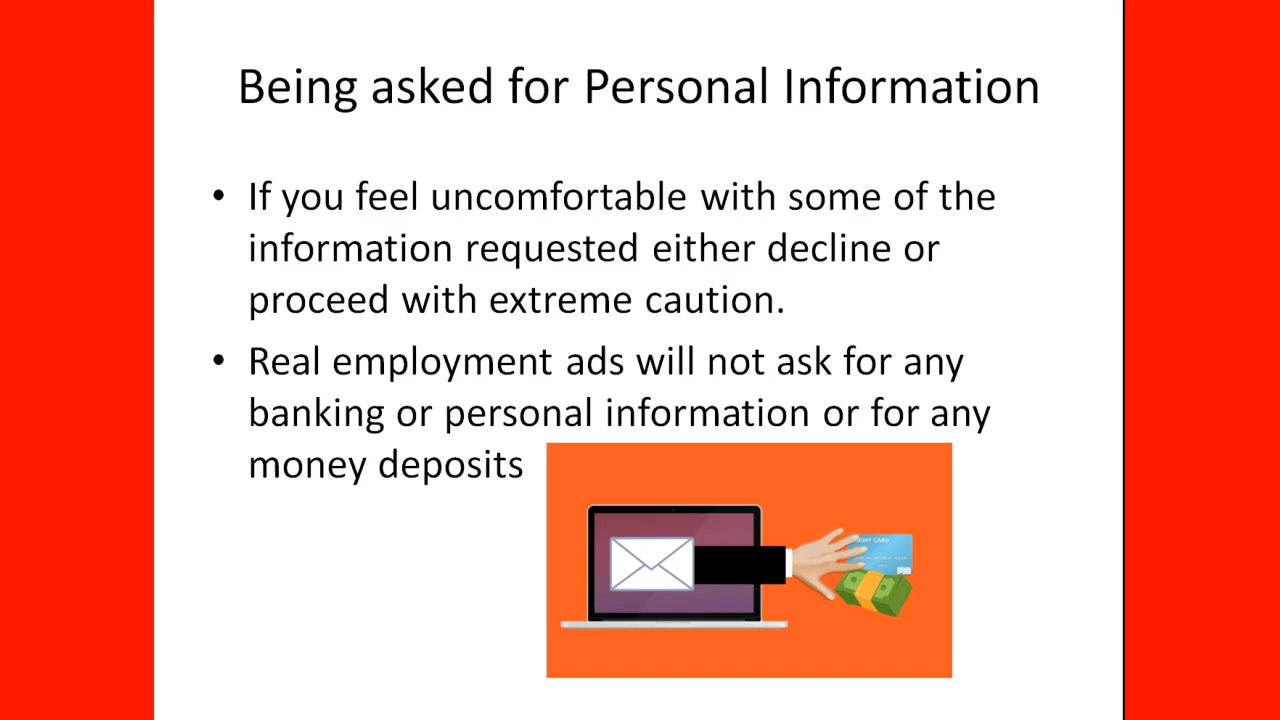 Being asked for Personal Information
• If you feel uncomfortable with some of the
information requested either decline or
proceed with extreme caution.
• Real employment ads will not ask for any
banking or personal information or for any
money deposits
CREDIT CARD